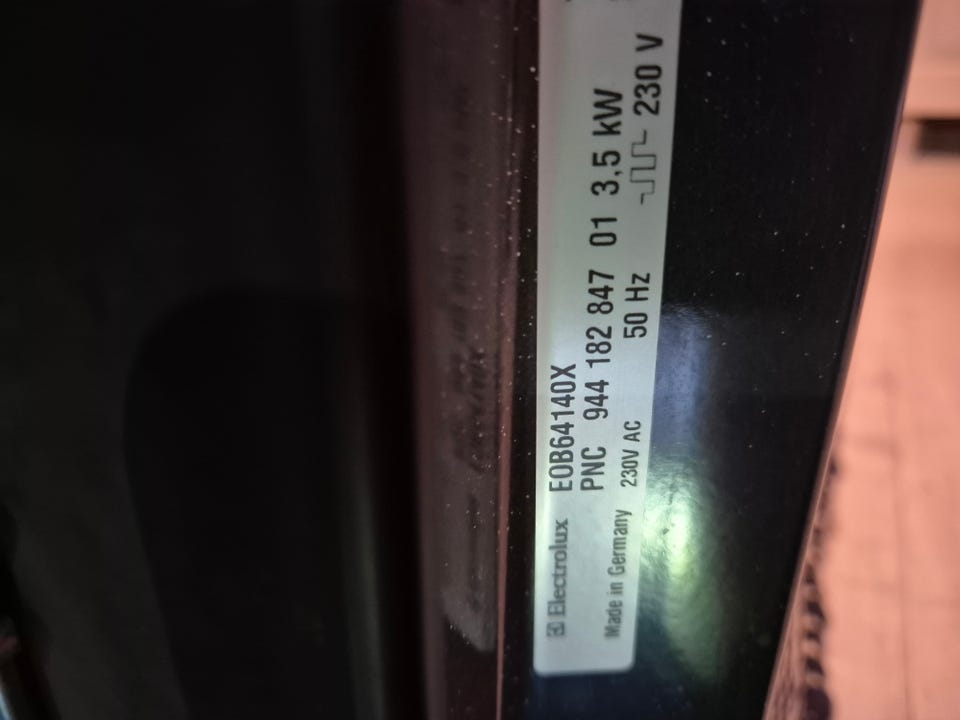 Electrolux EOB64140X
PNC 944 182 847 01 3,5 kW
Made in Germany 230V AC 50 Hz 230 V